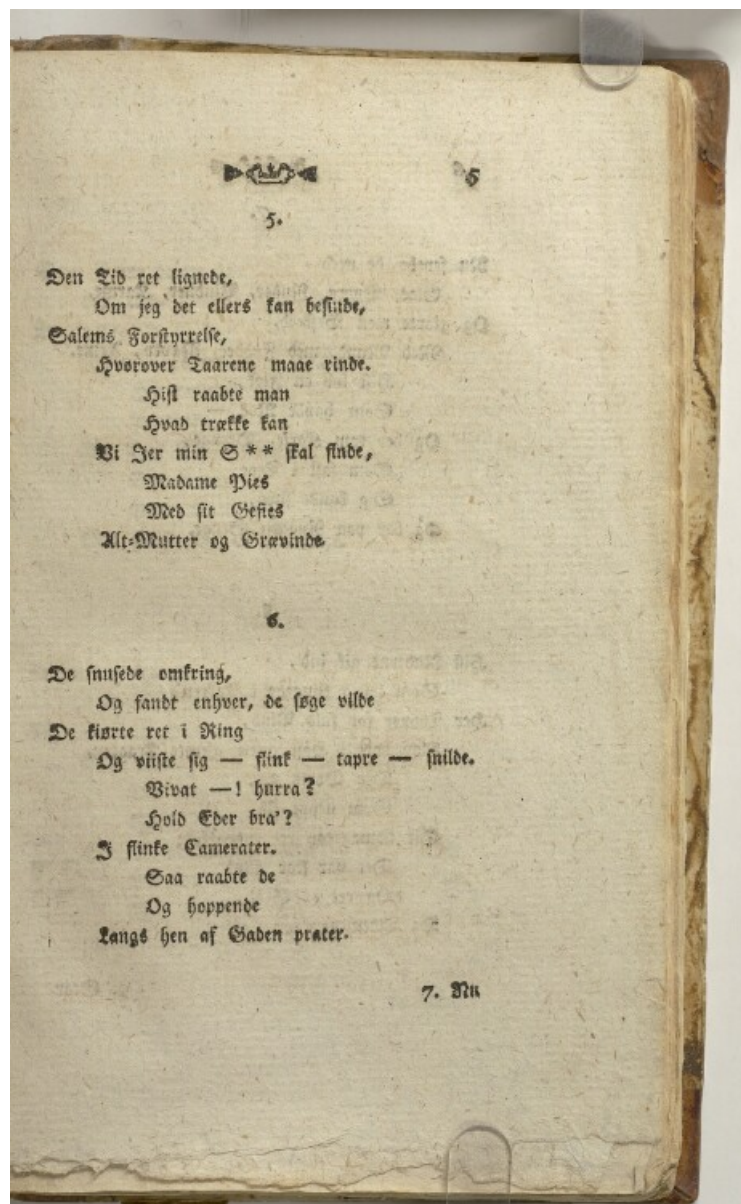 5
5.
Den Tid ret lignede,
Om jeg det ellers kan besinde,
Salems Forstyrrelse,
Hvorover Taarene maae rinde.
Hist raabte man
Hvad trække kan
Vi Jer min S** skal finde,
Madame Pies
Med sit Gesies
Alt-Mutter og Grævinde.
6.
De snusede omkring,
Og fandt enhver, de søge vilde
De kiørte ret i Ring
Og viiste sig — flink — tapre — snilde.
Vivat —! hurra?
Hold Eder bra'?
I flinke Camerater.
Saa raabte de
Og hoppende
Langs hen af Gaden prater.
7. Nu